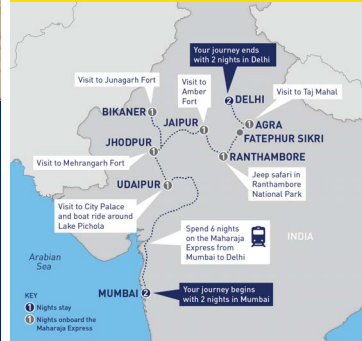 Your journey ends
with 2 nights in Delhi
Visit to Junagarh Fort
Visit to
Amber
Fort
2 DELHI
Visit to Taj Mahal
BIKANER 1
JAIPUR
1
1 AGRA
FATEPHUR SIKRI
JHODPUR
1
1
RANTHAMBORE
Visit to Mehrangarh Fort
UDAIPUR 1
Jeep safari in
Ranthambore
National Park
Visit to City Palace
and boat ride around
Lake Pichola
Spend 6 nights
on the Maharaja
Express from
Mumbai to Delhi
INDIA
Arabian
Sea
KEY
1 Nights stay
1 Nights onboard the
Maharaja Express
MUMBAI 2
Your journey begins
with 2 nights in Mumbai